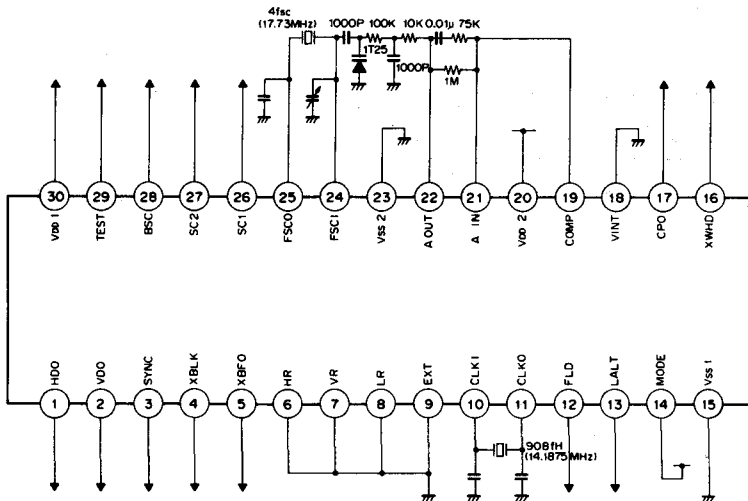 4fsc
(17.73MHz)
1000P 100K 10K 0.01μ 75K
1T25
1000P
1M
30 29 28 27 26 25 24 23 22 21 20 19 18 17 16
VDD 1
TEST
BSC
SC2
SC1
FSCO
FSCI
VSS 2
A OUT
A IN
VDD 2
COMP
VINT
CPO
XWHD
HDO
VDO
SYNC
XBLK
XBFO
HR
VR
LR
EXT
CLKI
CLKO
FLD
LALT
MODE
VSS 1
1 2 3 4 5 6 7 8 9 10 11 12 13 14 15
908fH
(14.1875MHz)